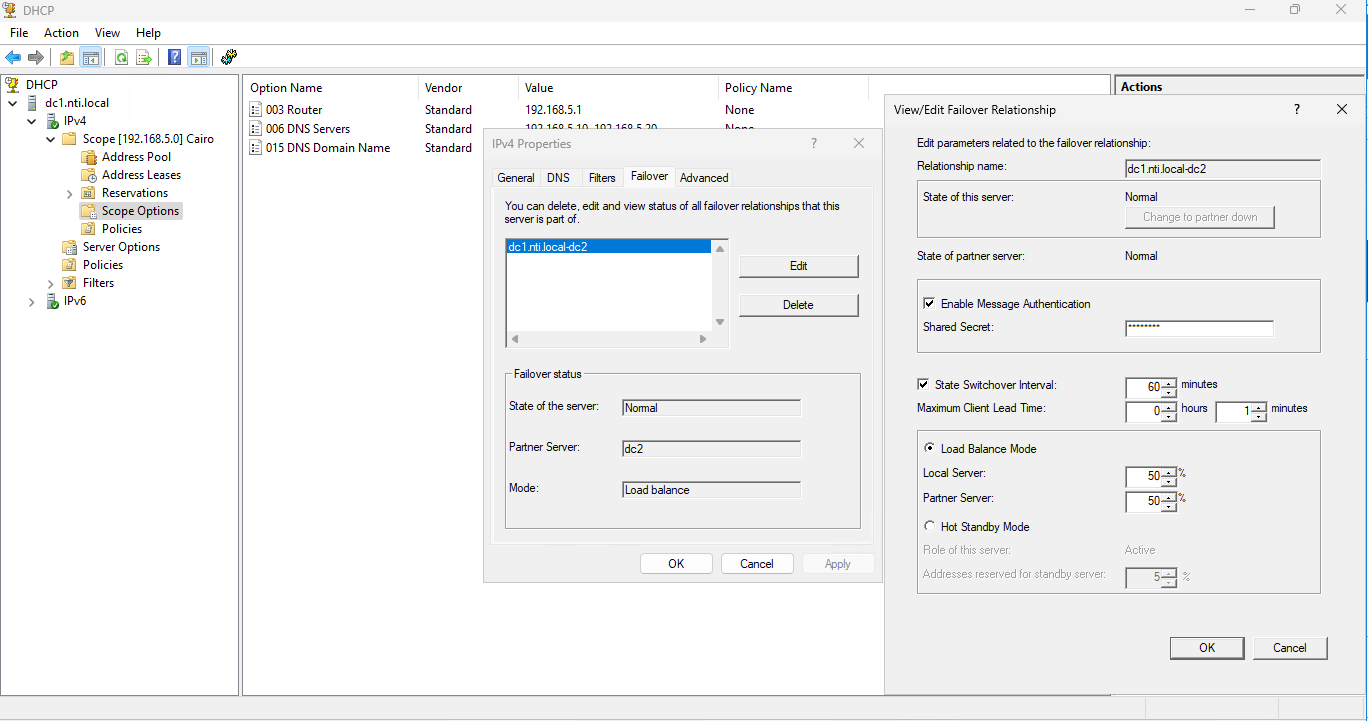 DHCP
File Action View Help
DHCP
dc1.nti.local
IPv4
Scope [192.168.5.0] Cairo
Address Pool
Address Leases
Reservations
Scope Options
Policies
Server Options
Policies
Filters
IPv6
Option Name Vendor Value Policy Name
003 Router Standard 192.168.5.1 None
006 DNS Servers Standard 192.168.5.10, 192.168.5.20 None
015 DNS Domain Name Standard
Actions
IPv4 Properties ?
General DNS Filters Failover Advanced
You can delete, edit and view status of all failover relationships that this
server is part of.
dc1.nti.local-dc2
Edit
Delete
Failover status
State of the server: Normal
Partner Server: dc2
Mode: Load balance
OK Cancel Apply
View/Edit Failover Relationship ?
Edit parameters related to the failover relationship:
Relationship name: dc1.nti.local-dc2
State of this server: Normal
Change to partner down
State of partner server: Normal
Enable Message Authentication
Shared Secret: ********
State Switchover Interval: 60 minutes
Maximum Client Lead Time: 0 hours 1 minutes
Load Balance Mode
Local Server: 50 %
Partner Server: 50 %
Hot Standby Mode
Role of this server: Active
Addresses reserved for standby server: 5 %
OK Cancel